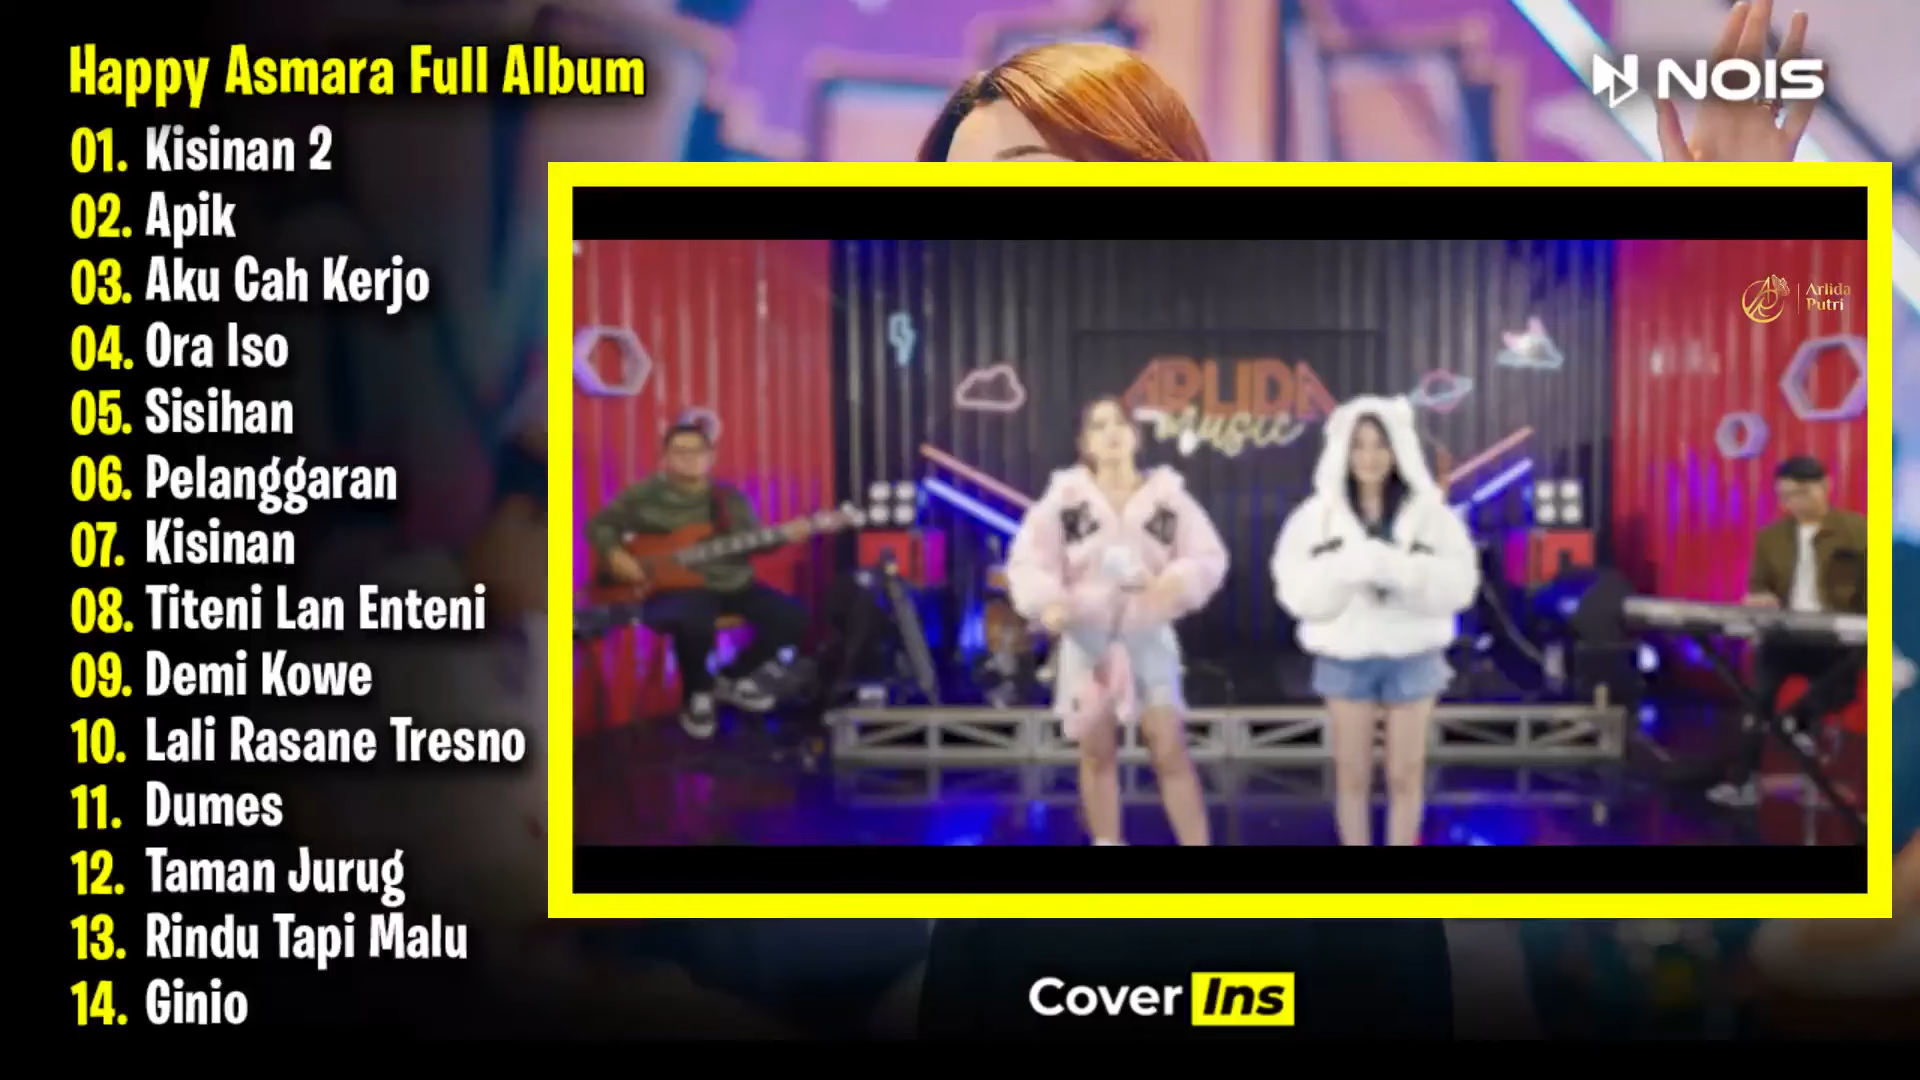 Happy Asmara Full Album
01. Kisinan 2
02. Apik
03. Aku Cah Kerjo
04. Ora Iso
05. Sisihan
06. Pelanggaran
07. Kisinan
08. Titeni Lan Enteni
09. Demi Kowe
10. Lali Rasane Tresno
11. Dumes
12. Taman Jurug
13. Rindu Tapi Malu
14. Ginio
NOIS
Arlida
Putri
ARLIDA
Music
Cover Ins